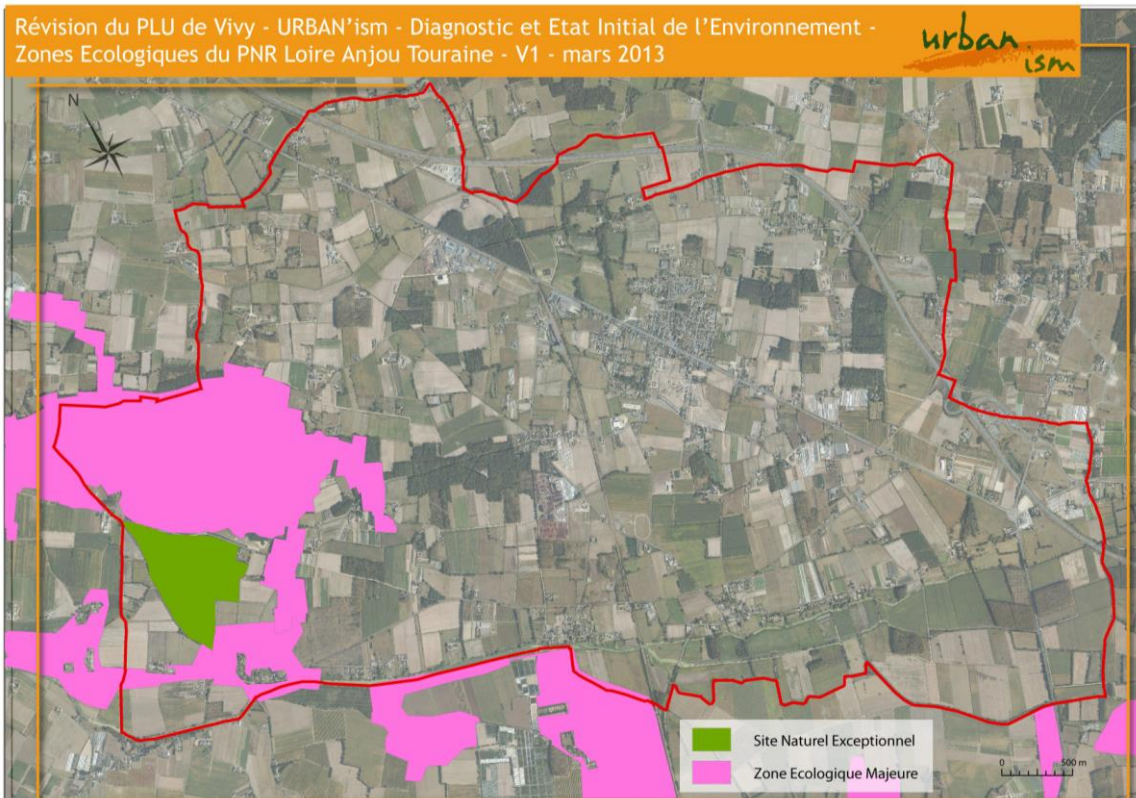 Révision du PLU de Vivy - URBAN’ism - Diagnostic et Etat Initial de l’Environnement -
Zones Ecologiques du PNR Loire Anjou Touraine - V1 - mars 2013
urban
ism
N
Site Naturel Exceptionnel
Zone Ecologique Majeure
0 500 m